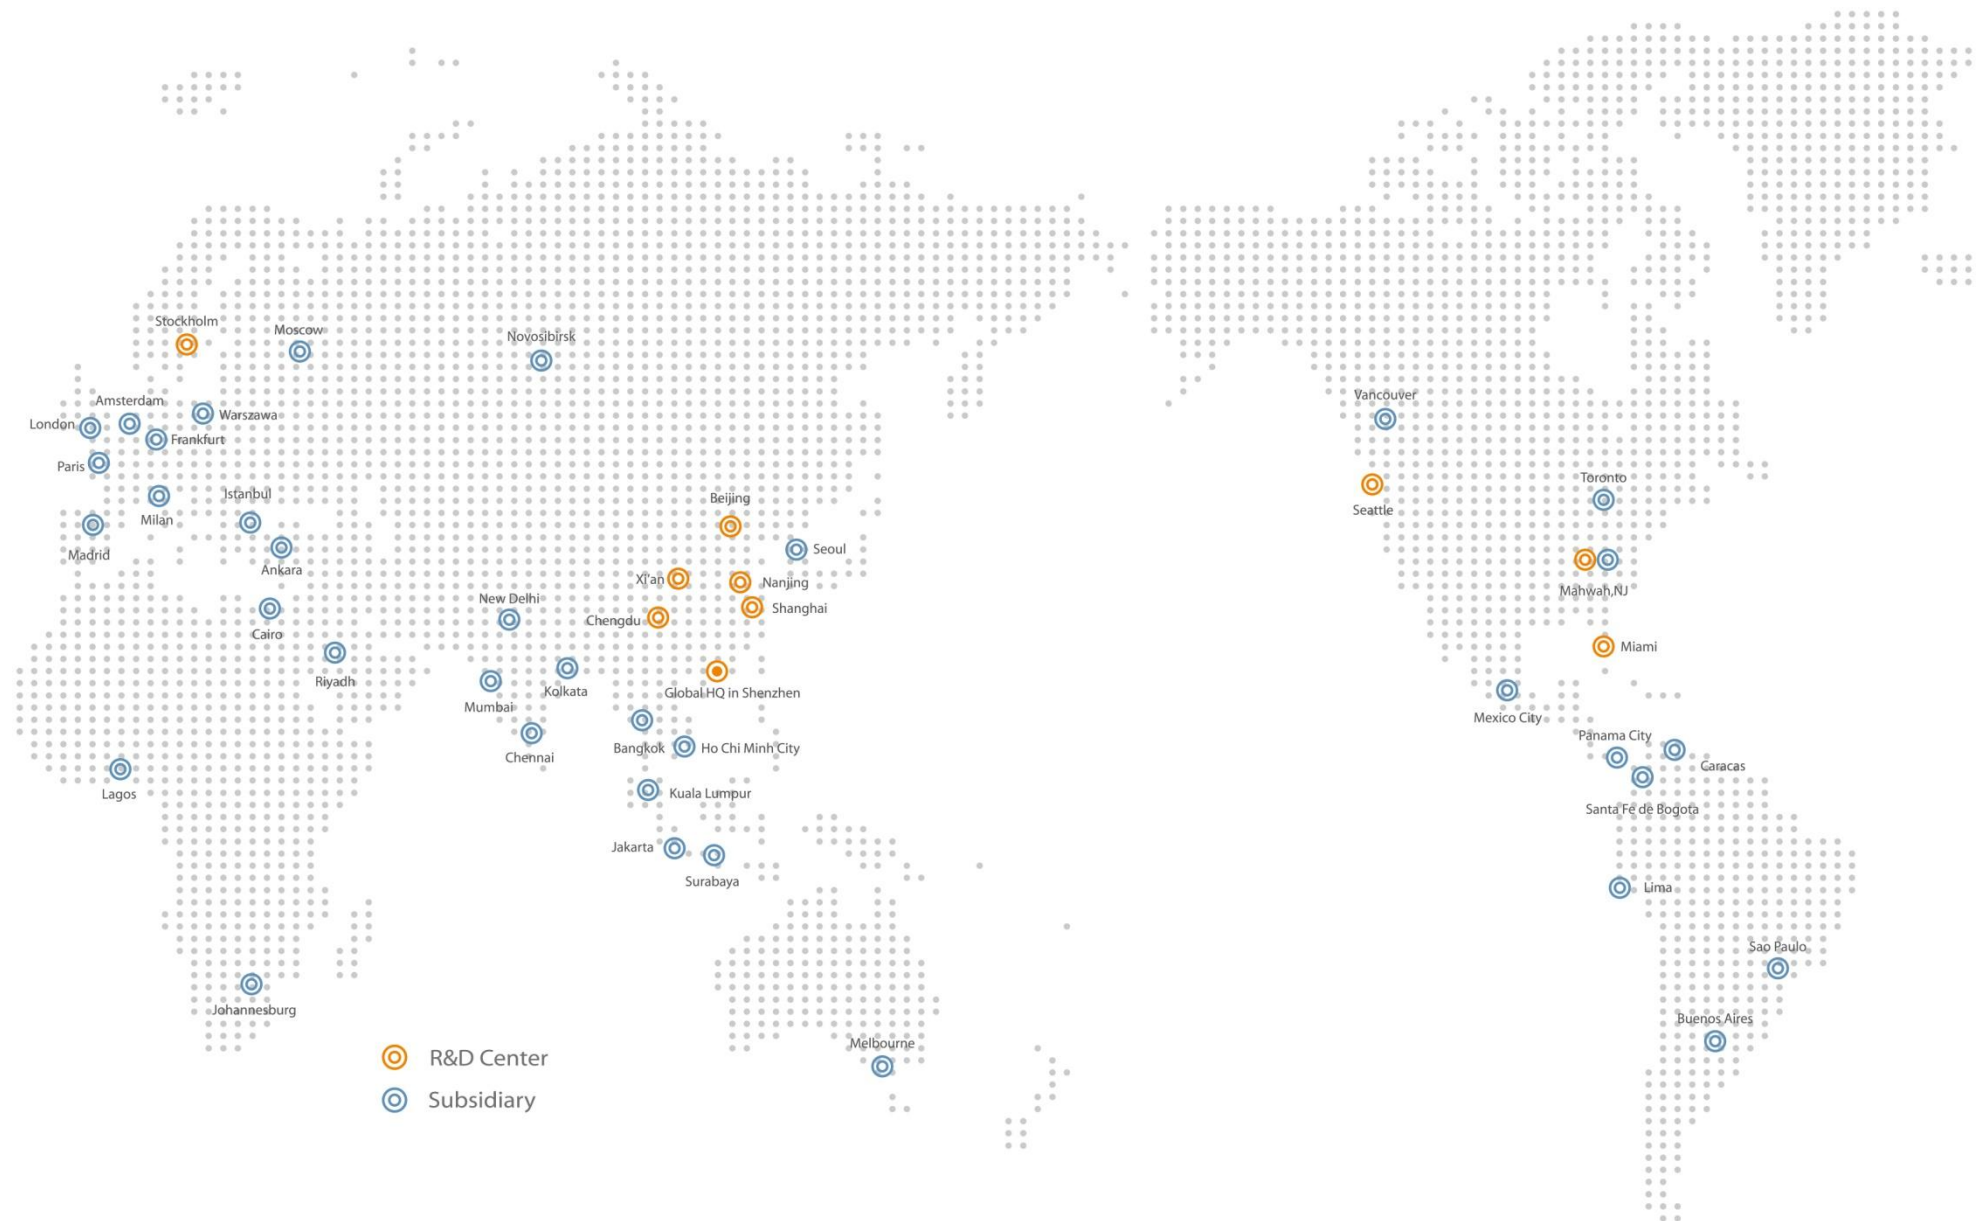 Stockholm
Moscow
Novosibirsk
Amsterdam
London
Warszawa
Frankfurt
Paris
Istanbul
Milan
Madrid
Ankara
Cairo
Riyadh
Lagos
Johannesburg
New Delhi
Mumbai
Kolkata
Chennai
Beijing
Seoul
Xi'an
Nanjing
Chengdu
Shanghai
Global HQ in Shenzhen
Bangkok
Ho Chi Minh City
Kuala Lumpur
Jakarta
Surabaya
Melbourne
Vancouver
Seattle
Toronto
Mahwah,NJ
Miami
Mexico City
Panama City
Caracas
Santa Fe de Bogota
Lima
Sao Paulo
Buenos Aires
R&D Center
Subsidiary